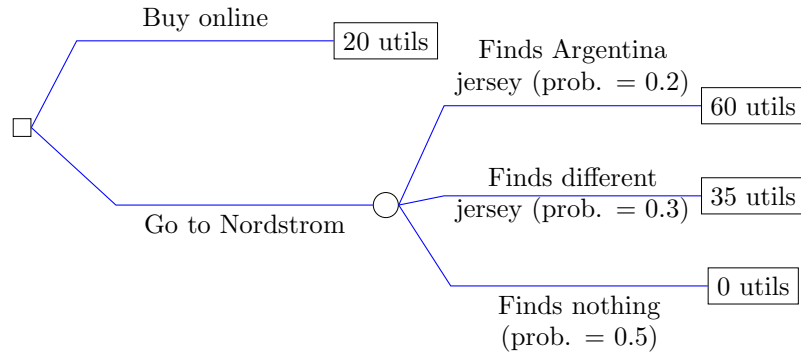 Buy online
20 utils
Finds Argentina
jersey (prob. = 0.2)
60 utils
Finds different
jersey (prob. = 0.3)
35 utils
Go to Nordstrom
0 utils
Finds nothing
(prob. = 0.5)